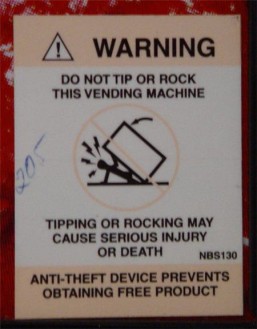 WARNING
DO NOT TIP OR ROCK
THIS VENDING MACHINE
205
TIPPING OR ROCKING MAY
CAUSE SERIOUS INJURY
OR DEATH
NBS130
ANTI-THEFT DEVICE PREVENTS
OBTAINING FREE PRODUCT